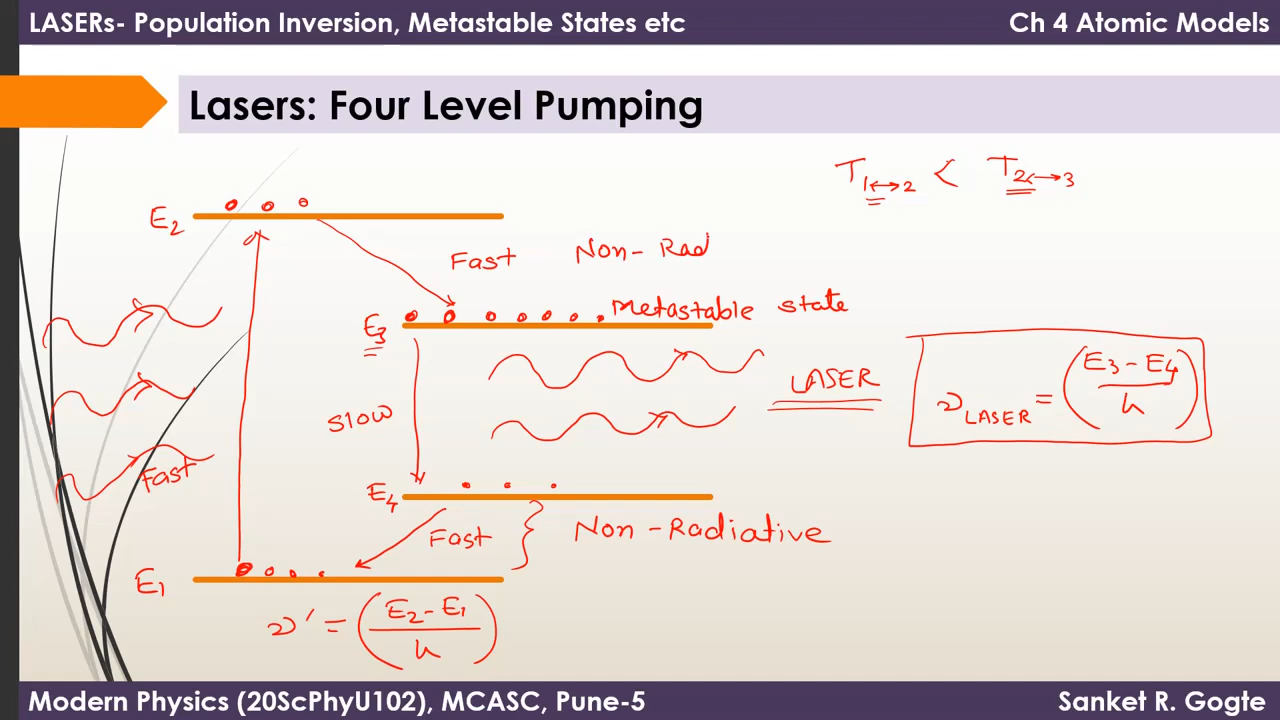 LASERs- Population Inversion, Metastable States etc
Ch 4 Atomic Models
Lasers: Four Level Pumping
T1↔2 < T2↔3
E2
Fast Non-Rad
E3 Metastable state
LASER
νLASER = (E3 - E4 / h)
Slow
Fast
E4
Fast } Non-Radiative
E1
ν' = (E2 - E1 / h)
Modern Physics (20ScPhyU102), MCASC, Pune-5
Sanket R. Gogte